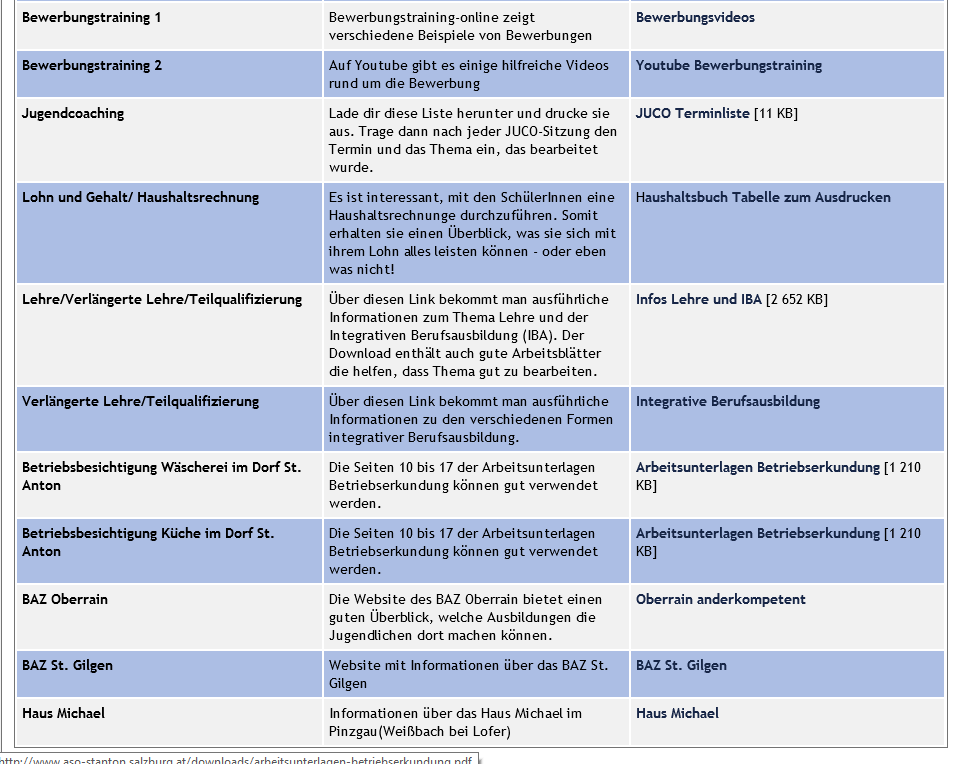 Bewerbungstraining 1
Bewerbungstraining-online zeigt
verschiedene Beispiele von Bewerbungen
Bewerbungsvideos
Bewerbungstraining 2
Auf Youtube gibt es einige hilfreiche Videos
rund um die Bewerbung
Youtube Bewerbungstraining
Jugendcoaching
Lade dir diese Liste herunter und drucke sie
aus. Trage dann nach jeder JUCO-Sitzung den
Termin und das Thema ein, das bearbeitet
wurde.
JUCO Terminliste [11 KB]
Lohn und Gehalt/ Haushaltsrechnung
Es ist interessant, mit den SchülerInnen eine
Haushaltsrechnunge durchzuführen. Somit
erhalten sie einen Überblick, was sie sich mit
ihrem Lohn alles leisten können - oder eben
was nicht!
Haushaltsbuch Tabelle zum Ausdrucken
Lehre/Verlängerte Lehre/Teilqualifizierung
Über diesen Link bekommt man ausführliche
Informationen zum Thema Lehre und der
Integrativen Berufsausbildung (IBA). Der
Download enthält auch gute Arbeitsblätter
die helfen, dass Thema gut zu bearbeiten.
Infos Lehre und IBA [2 652 KB]
Verlängerte Lehre/Teilqualifizierung
Über diesen Link bekommt man ausführliche
Informationen zu den verschiedenen Formen
integrativer Berufsausbildung.
Integrative Berufsausbildung
Betriebsbesichtigung Wäscherei im Dorf St.
Anton
Die Seiten 10 bis 17 der Arbeitsunterlagen
Betriebserkundung können gut verwendet
werden.
Arbeitsunterlagen Betriebserkundung [1 210
KB]
Betriebsbesichtigung Küche im Dorf St.
Anton
Die Seiten 10 bis 17 der Arbeitsunterlagen
Betriebserkundung können gut verwendet
werden.
Arbeitsunterlagen Betriebserkundung [1 210
KB]
BAZ Oberrain
Die Website des BAZ Oberrain bietet einen
guten Überblick, welche Ausbildungen die
Jugendlichen dort machen können.
Oberrain anderkompetent
BAZ St. Gilgen
Website mit Informationen über das BAZ St.
Gilgen
BAZ St. Gilgen
Haus Michael
Informationen über das Haus Michael im
Pinzgau(Weißbach bei Lofer)
Haus Michael
http://www.aso-stanton.salzburg.at/downloads/arbeitsunterlagen-betriebserkundung.pdf